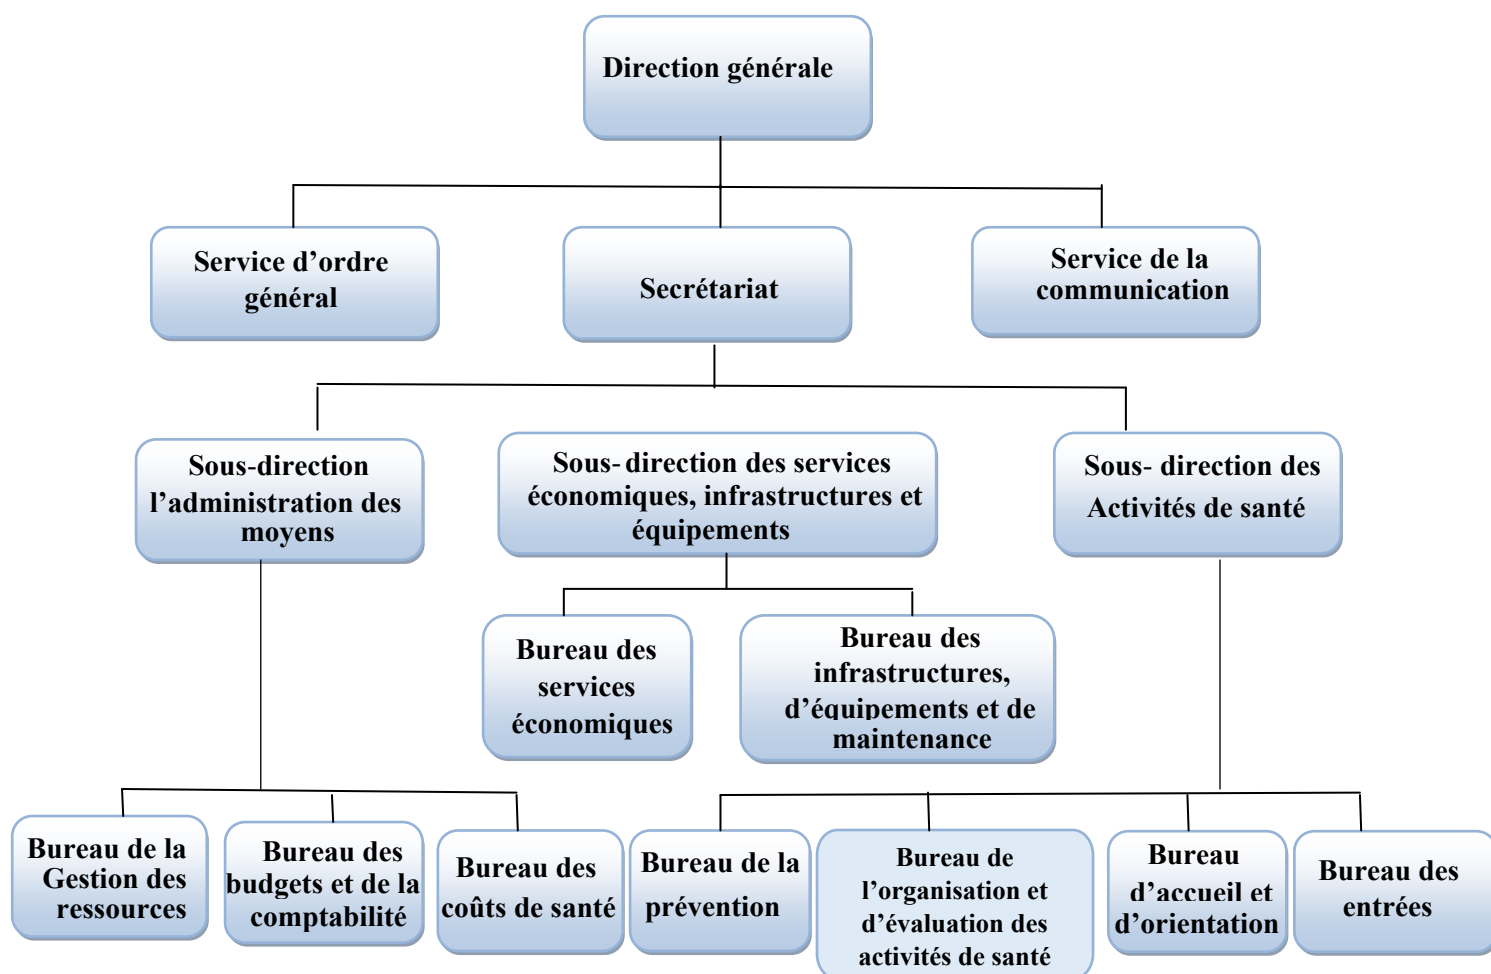 Direction générale
Service d’ordre
général
Secrétariat
Service de la
communication
Sous-direction
l’administration des
moyens
Sous- direction des services
économiques, infrastructures et
équipements
Sous- direction des
Activités de santé
Bureau des
services
économiques
Bureau des
infrastructures,
d’équipements et de
maintenance
Bureau de la
Gestion des
ressources
Bureau des
budgets et de la
comptabilité
Bureau des
coûts de santé
Bureau de la
prévention
Bureau de
l’organisation et
d’évaluation des
activités de santé
Bureau
d’accueil et
d’orientation
Bureau des
entrées